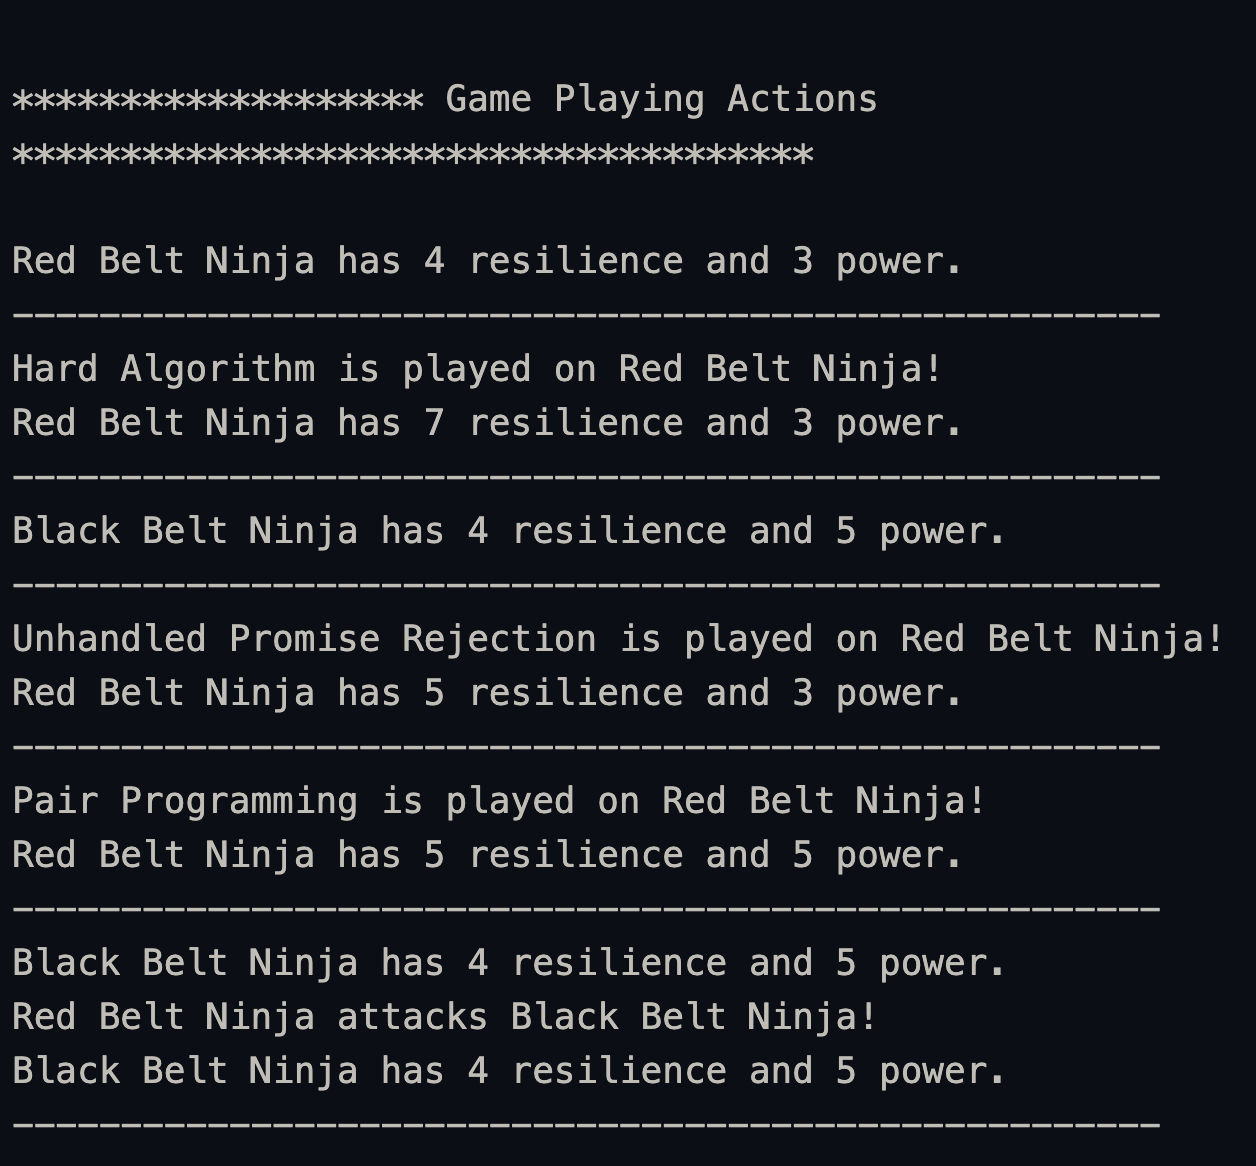 ******************* Game Playing Actions
*************************************
Red Belt Ninja has 4 resilience and 3 power.
-----------------------------------------------------
Hard Algorithm is played on Red Belt Ninja!
Red Belt Ninja has 7 resilience and 3 power.
-----------------------------------------------------
Black Belt Ninja has 4 resilience and 5 power.
-----------------------------------------------------
Unhandled Promise Rejection is played on Red Belt Ninja!
Red Belt Ninja has 5 resilience and 3 power.
-----------------------------------------------------
Pair Programming is played on Red Belt Ninja!
Red Belt Ninja has 5 resilience and 5 power.
-----------------------------------------------------
Black Belt Ninja has 4 resilience and 5 power.
Red Belt Ninja attacks Black Belt Ninja!
Black Belt Ninja has 4 resilience and 5 power.
-----------------------------------------------------